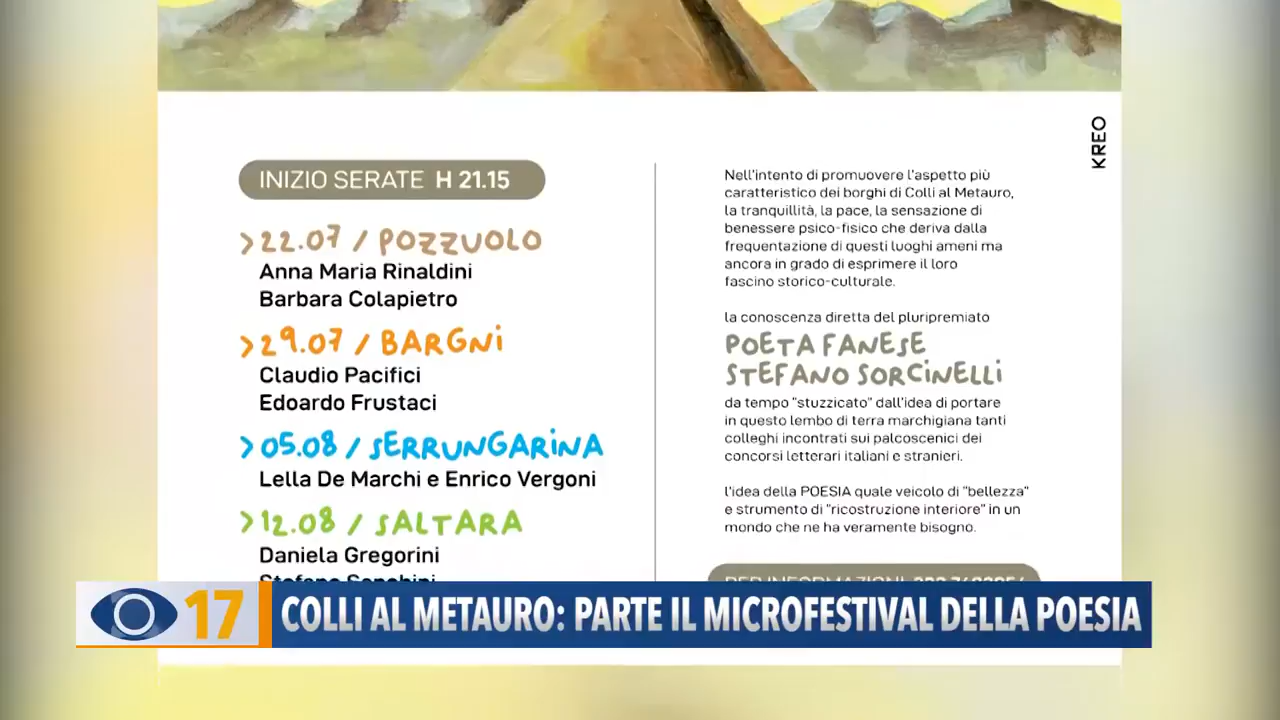 KREO
INIZIO SERATE H 21.15
>22.07 / POZZUOLO
Anna Maria Rinaldini
Barbara Colapietro
>29.07 / BARGNi
Claudio Pacifici
Edoardo Frustaci
>05.08 / SERRUNGARiNA
Lella De Marchi e Enrico Vergoni
>12.08 / SALTARA
Daniela Gregorini
Nell'intento di promuovere l'aspetto più
caratteristico dei borghi di Colli al Metauro,
la tranquillità, la pace, la sensazione di
benessere psico-fisico che deriva dalla
frequentazione di questi luoghi ameni ma
ancora in grado di esprimere il loro
fascino storico-culturale.
la conoscenza diretta del pluripremiato
POETA FANESE
STEFANO SORCiNELLi
da tempo "stuzzicato" dall'idea di portare
in questo lembo di terra marchigiana tanti
colleghi incontrati sui palcoscenici dei
concorsi letterari italiani e stranieri.
l'idea della POESIA quale veicolo di "bellezza"
e strumento di "ricostruzione interiore" in un
mondo che ne ha veramente bisogno.
PER INFORMAZIONI
17 COLLI AL METAURO: PARTE IL MICROFESTIVAL DELLA POESIA